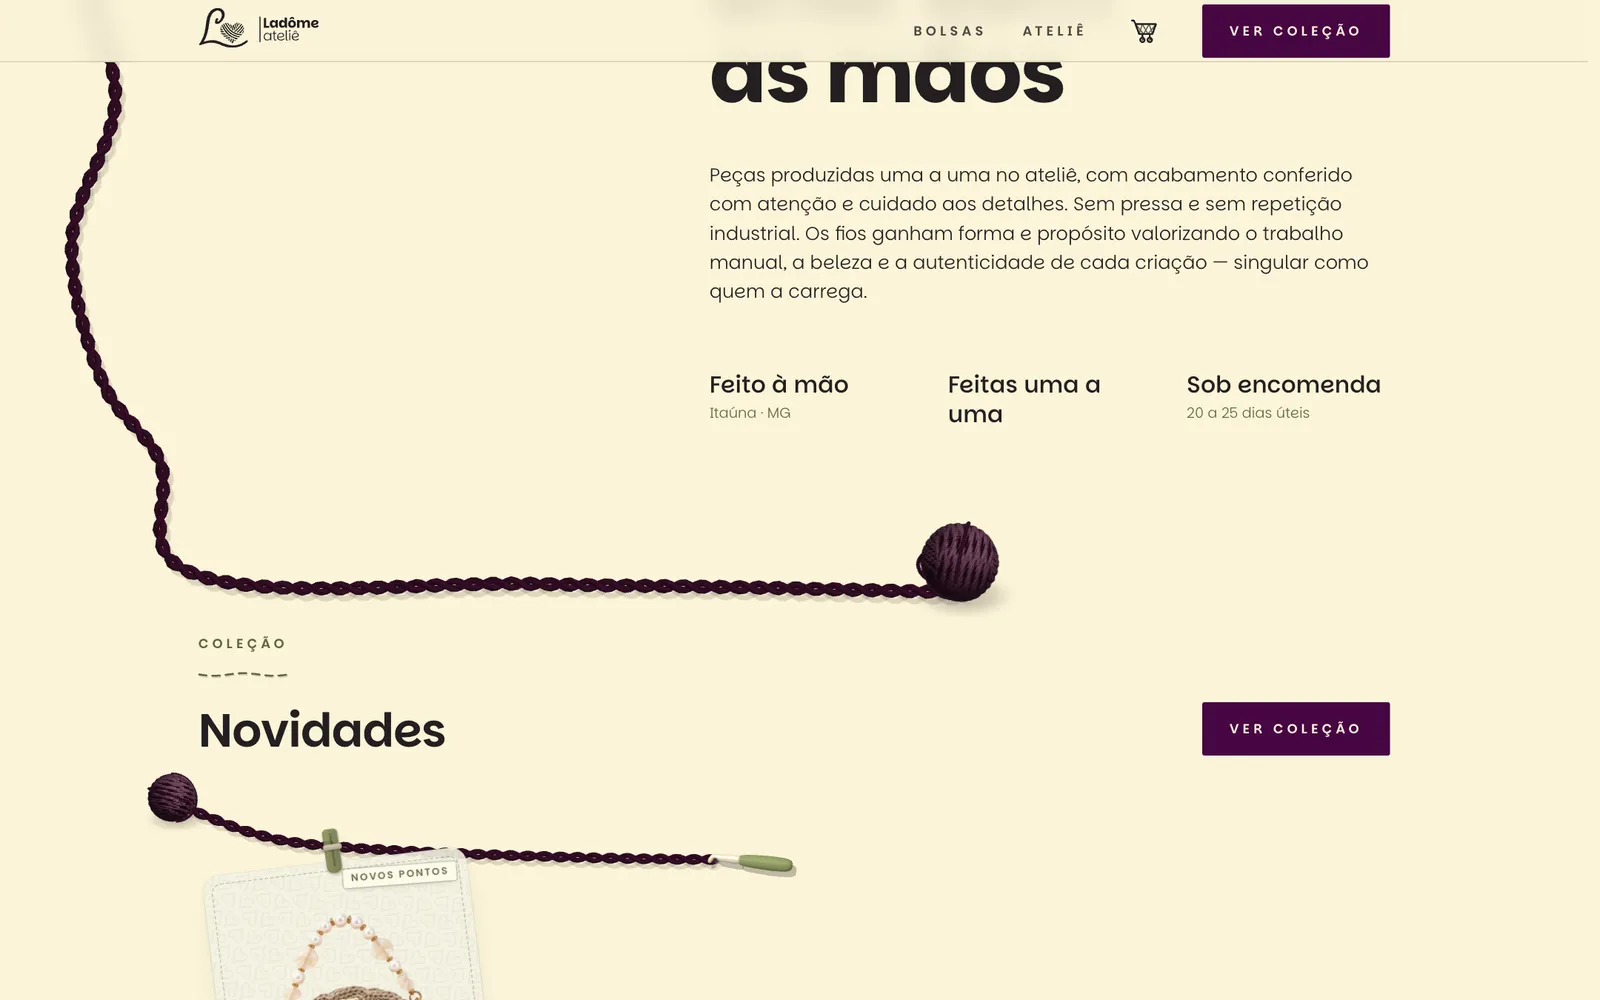 Ladôme
ateliê
BOLSAS
ATELIÊ
VER COLEÇÃO
as mãos
Peças produzidas uma a uma no ateliê, com acabamento conferido
com atenção e cuidado aos detalhes. Sem pressa e sem repetição
industrial. Os fios ganham forma e propósito valorizando o trabalho
manual, a beleza e a autenticidade de cada criação — singular como
quem a carrega.
Feito à mão
Itaúna · MG
Feitas uma a
uma
Sob encomenda
20 a 25 dias úteis
COLEÇÃO
Novidades
VER COLEÇÃO
NOVOS PONTOS